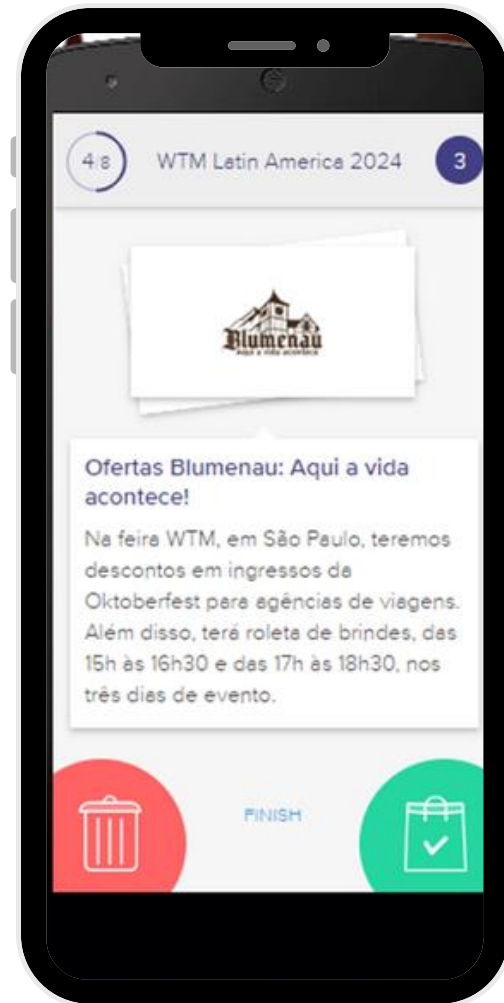 4/8
WTM Latin America 2024
3
Blumenau
aqui a vida acontece
Ofertas Blumenau: Aqui a vida
acontece!
Na feira WTM, em São Paulo, teremos
descontos em ingressos da
Oktoberfest para agências de viagens.
Além disso, terá roleta de brindes, das
15h às 16h30 e das 17h às 18h30, nos
três dias de evento.
FINISH